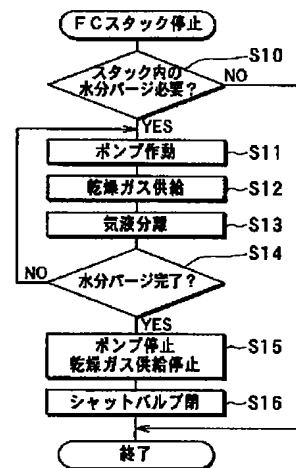 FCスタック停止
S10
スタック内の
水分パージ必要?
NO
YES
ポンプ作動
S11
乾燥ガス供給
S12
気液分離
S13
S14
NO
水分パージ完了?
YES
ポンプ停止
乾燥ガス供給停止
S15
シャットバルブ閉
S16
終了